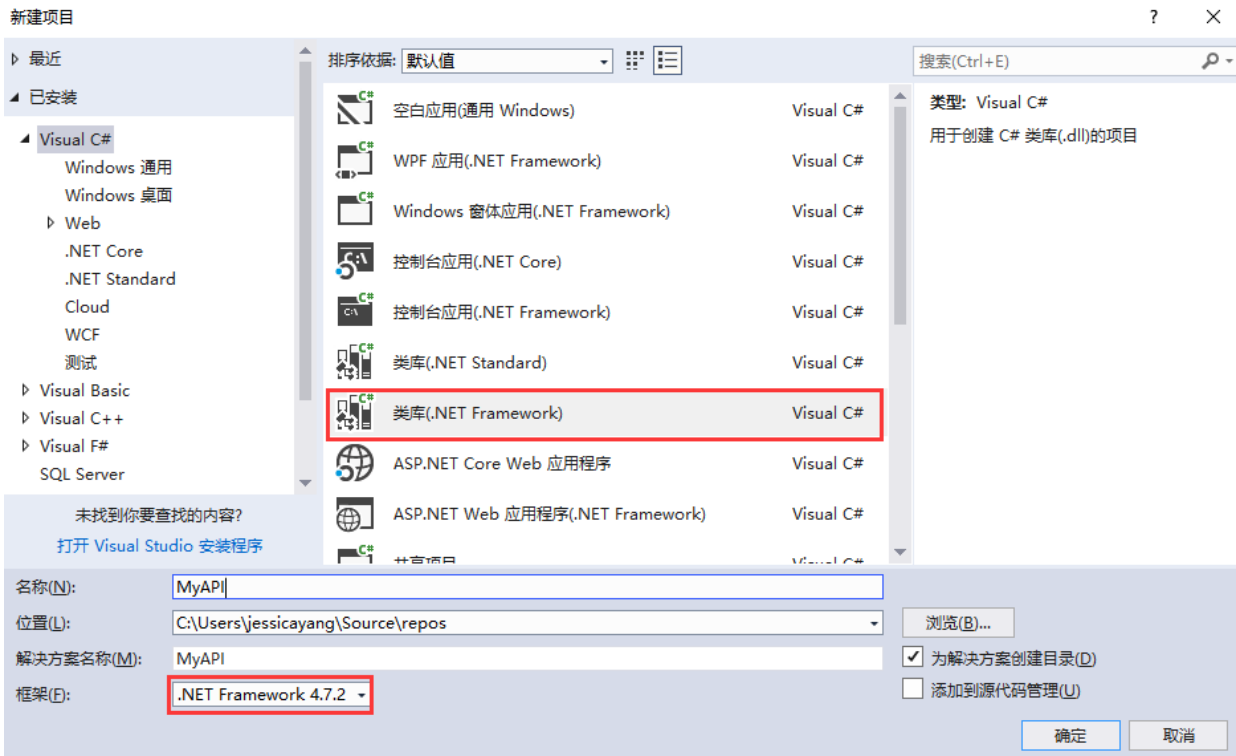 新建项目
?
最近
已安装
Visual C#
Windows 通用
Windows 桌面
Web
.NET Core
.NET Standard
Cloud
WCF
测试
Visual Basic
Visual C++
Visual F#
SQL Server
未找到你要查找的内容?
打开 Visual Studio 安装程序
排序依据: 默认值
空白应用(通用 Windows) Visual C#
WPF 应用(.NET Framework) Visual C#
Windows 窗体应用(.NET Framework) Visual C#
控制台应用(.NET Core) Visual C#
控制台应用(.NET Framework) Visual C#
类库(.NET Standard) Visual C#
类库(.NET Framework) Visual C#
ASP.NET Core Web 应用程序 Visual C#
ASP.NET Web 应用程序(.NET Framework) Visual C#
共享项目 Visual C#
搜索(Ctrl+E)
类型: Visual C#
用于创建 C# 类库(.dll)的项目
名称(N): MyAPI
位置(L): C:\Users\jessicayang\Source\repos 浏览(B)...
解决方案名称(M): MyAPI 为解决方案创建目录(D)
框架(F): .NET Framework 4.7.2 添加到源代码管理(U)
确定 取消